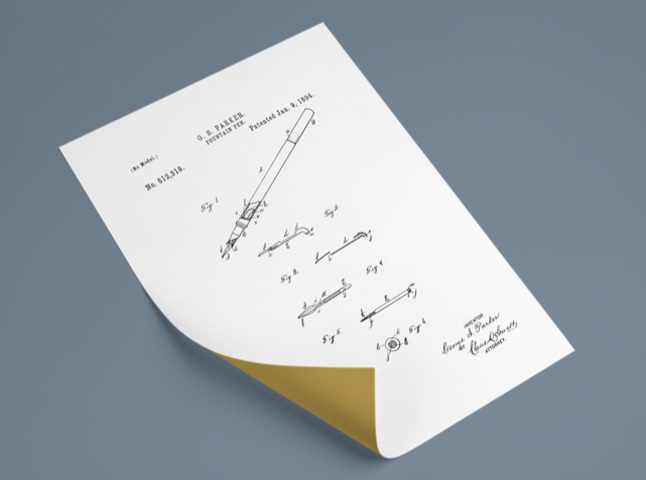 (No Model.)
G. S. PARKER.
FOUNTAIN PEN.
No. 512,319.
Patented Jan. 9, 1894.
Fig. 1
Fig. 2
Fig. 3
Fig. 4
Fig. 5
Fig. 6
INVENTOR
George S. Parker
BY
ATTORNEY.